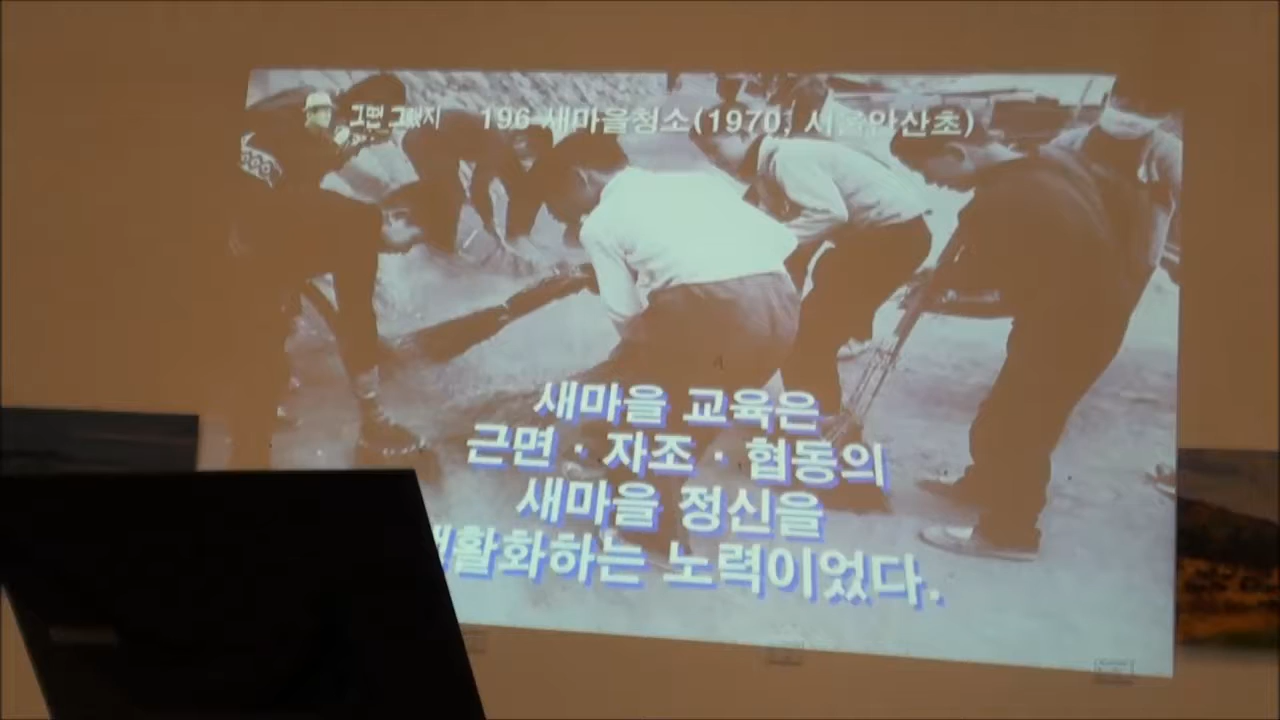 그땐 그랬지 196 새마을청소(1970, 서울안산초)
새마을 교육은
근면·자조·협동의
새마을 정신을
생활화하는 노력이었다.